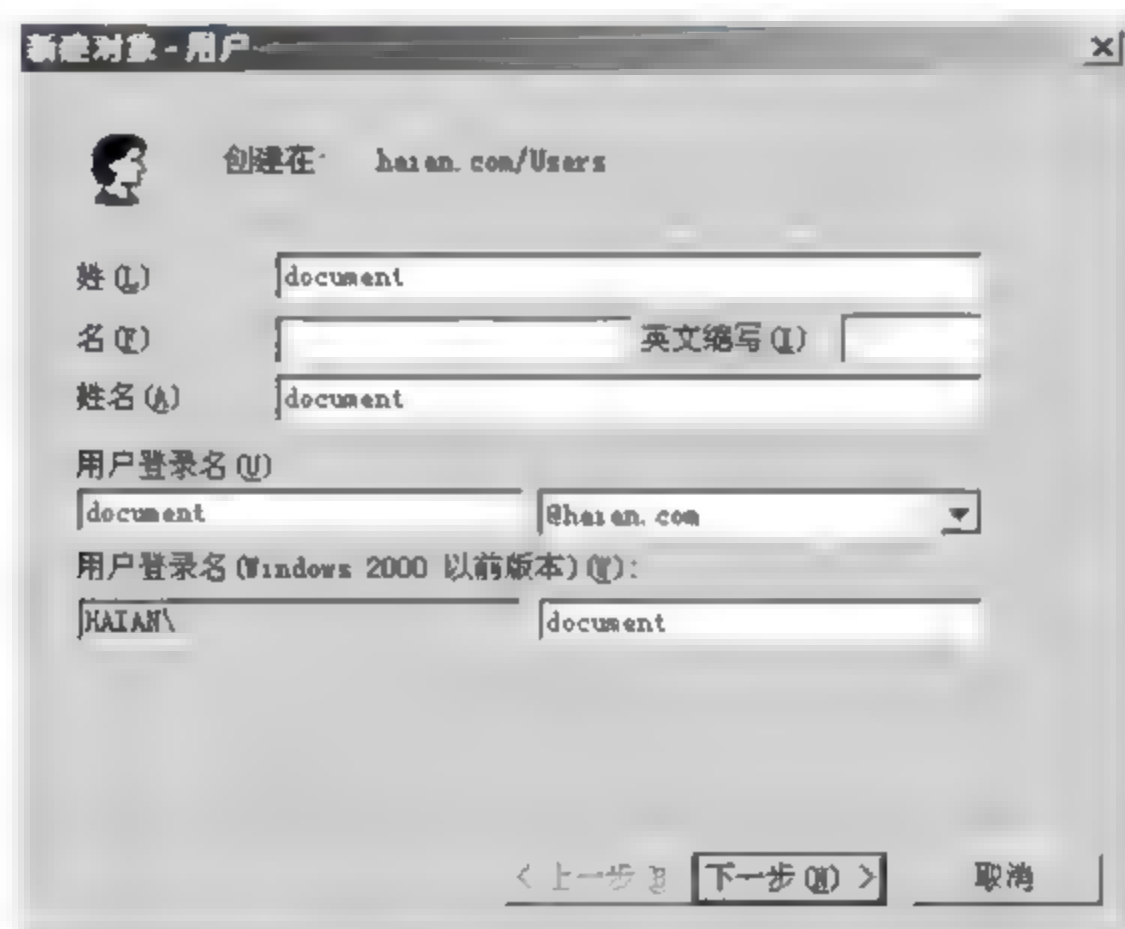 新建对象 - 用户
创建在: haian.com/Users
姓(L)
document
名(F)
英文缩写(I)
姓名(A)
document
用户登录名(U)
document
@haian.com
用户登录名(Windows 2000 以前版本)(W):
HAIAN\
document
< 上一步 B
下一步(N) >
取消